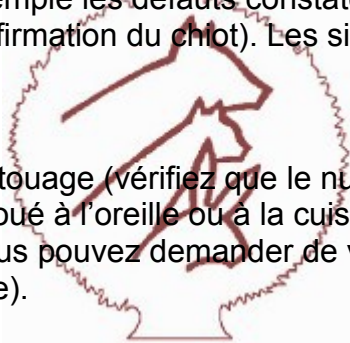 emple les défauts constat
firmation du chiot). Les si
touage (vérifiez que le nu
oué à l'oreille ou à la cuis
us pouvez demander de v
e).